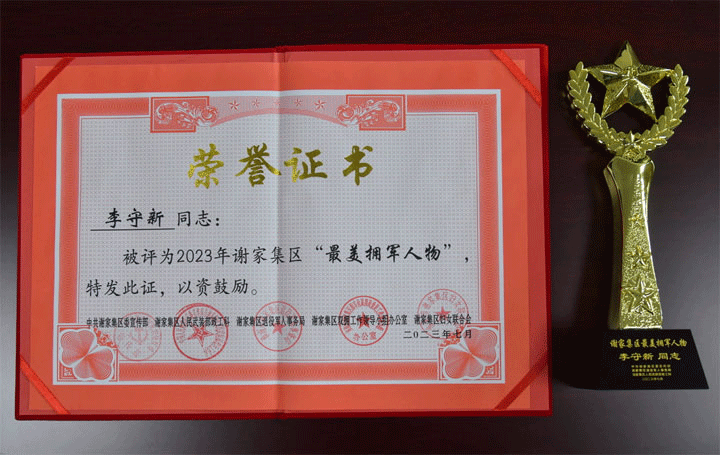 荣誉证书
李守新 同志：
被评为2023年谢家集区“最美拥军人物”，
特发此证，以资鼓励。
中共谢家集区委宣传部 谢家集区人民武装部政工科 谢家集区退役军人事务局 谢家集区双拥工作领导小组办公室 谢家集区妇女联合会
二〇二三年七月
谢家集区最美拥军人物
李守新 同志